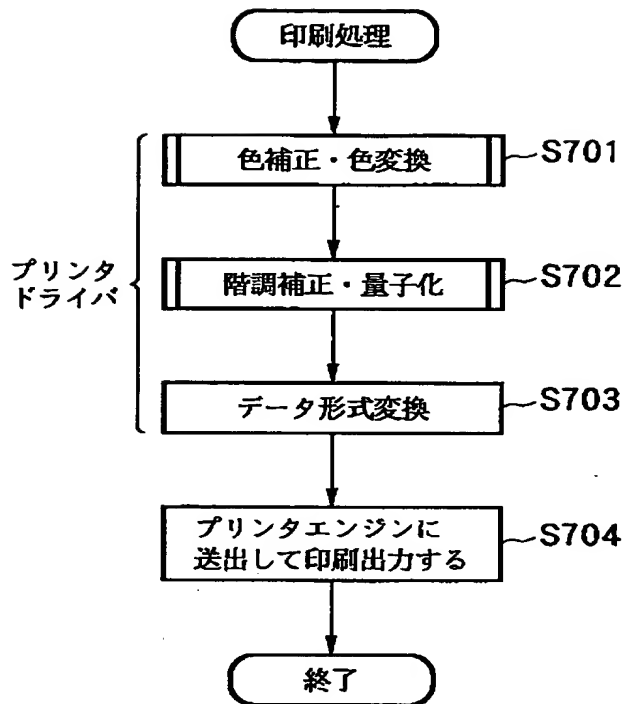 印刷処理
色補正・色変換
S701
階調補正・量子化
S702
プリンタ
ドライバ
データ形式変換
S703
プリンタエンジンに
送出して印刷出力する
S704
終了